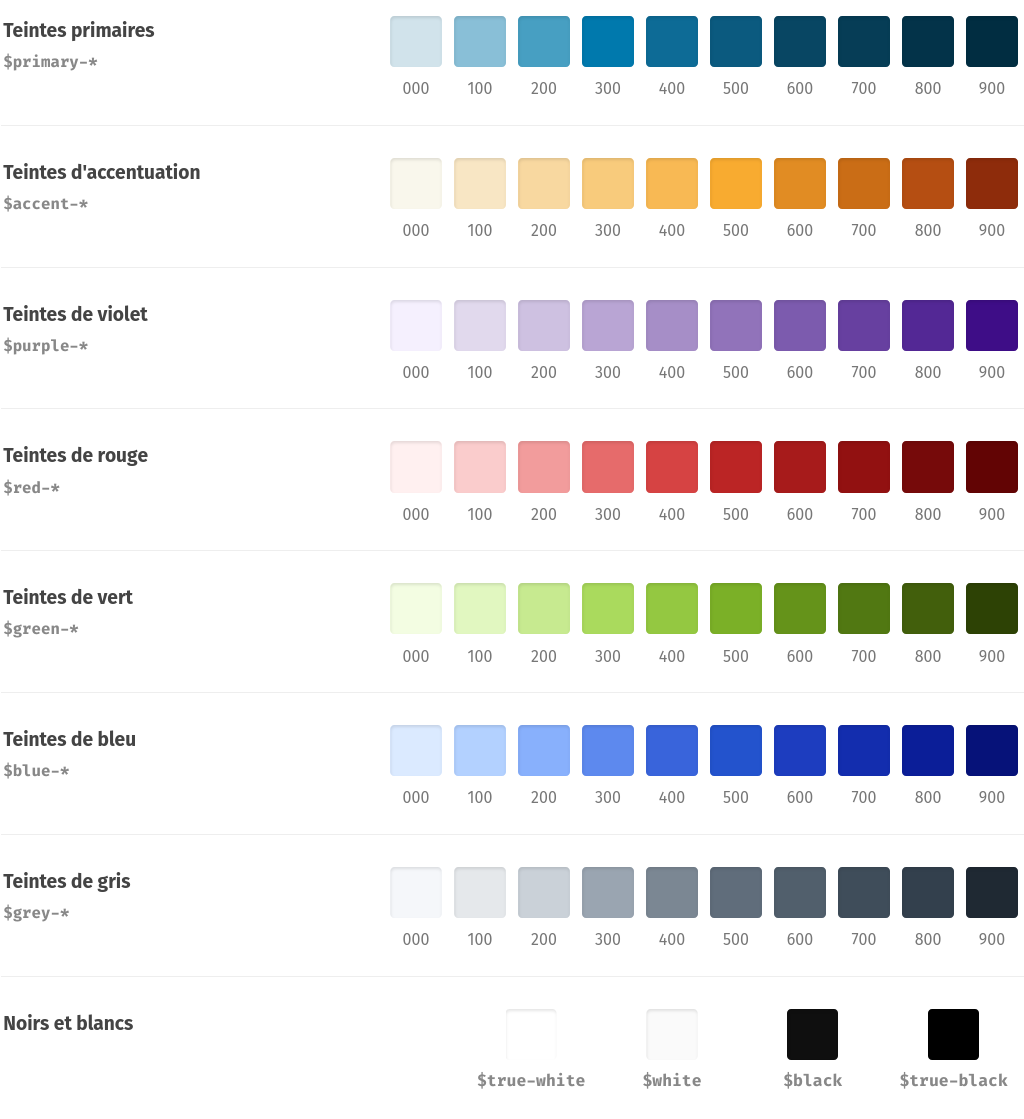 Teintes primaires
$primary-*
000 100 200 300 400 500 600 700 800 900
Teintes d'accentuation
$accent-*
000 100 200 300 400 500 600 700 800 900
Teintes de violet
$purple-*
000 100 200 300 400 500 600 700 800 900
Teintes de rouge
$red-*
000 100 200 300 400 500 600 700 800 900
Teintes de vert
$green-*
000 100 200 300 400 500 600 700 800 900
Teintes de bleu
$blue-*
000 100 200 300 400 500 600 700 800 900
Teintes de gris
$grey-*
000 100 200 300 400 500 600 700 800 900
Noirs et blancs
$true-white $white $black $true-black